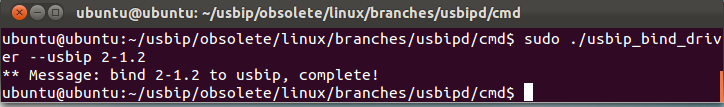 ubuntu@ubuntu: ~/usbip/obsolete/linux/branches/usbipd/cmd
ubuntu@ubuntu:~/usbip/obsolete/linux/branches/usbipd/cmd$ sudo ./usbip_bind_driv
er --usbip 2-1.2
** Message: bind 2-1.2 to usbip, complete!
ubuntu@ubuntu:~/usbip/obsolete/linux/branches/usbipd/cmd$